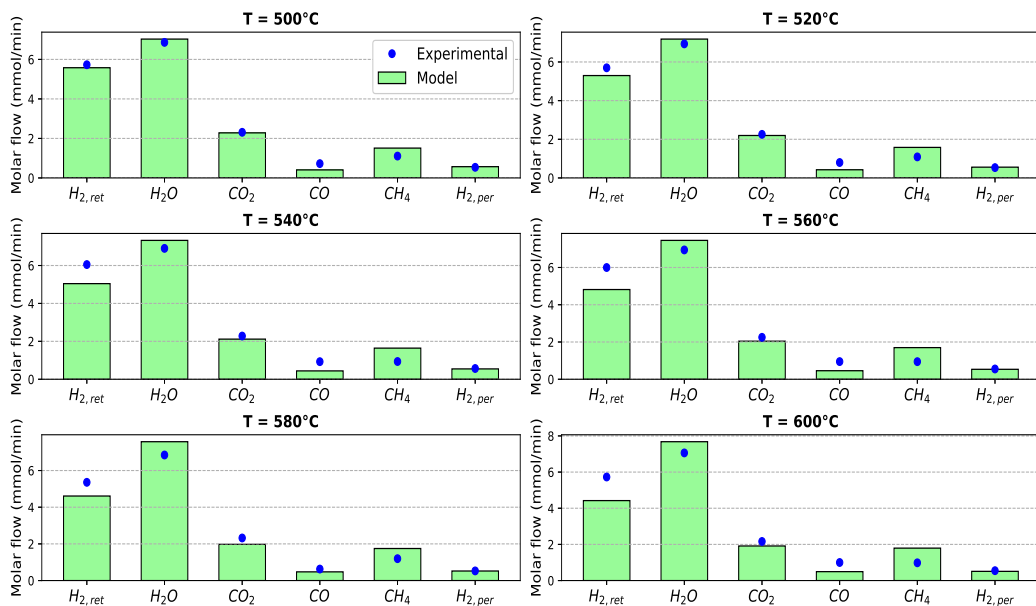 T = 500°C
Molar flow (mmol/min)
6
4
2
0
Experimental
Model
H2,ret H2O CO2 CO CH4 H2,per
T = 520°C
Molar flow (mmol/min)
6
4
2
0
H2,ret H2O CO2 CO CH4 H2,per
T = 540°C
Molar flow (mmol/min)
6
4
2
0
H2,ret H2O CO2 CO CH4 H2,per
T = 560°C
Molar flow (mmol/min)
6
4
2
0
H2,ret H2O CO2 CO CH4 H2,per
T = 580°C
Molar flow (mmol/min)
6
4
2
0
H2,ret H2O CO2 CO CH4 H2,per
T = 600°C
Molar flow (mmol/min)
8
6
4
2
0
H2,ret H2O CO2 CO CH4 H2,per